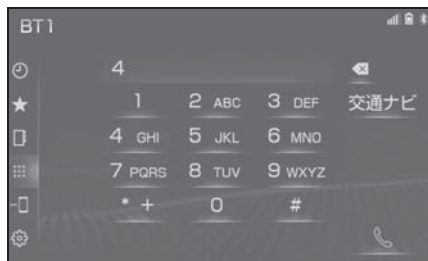 BT1
4
1 2 ABC 3 DEF 交通ナビ
4 GHI 5 JKL 6 MNO
7 PQRS 8 TUV 9 WXYZ
* + 0 #